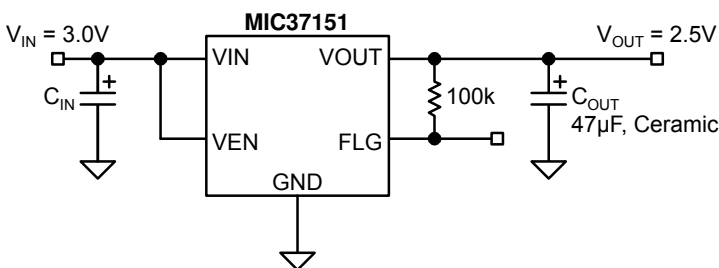 MIC37151
VIN = 3.0V
VOUT = 2.5V
VIN
VOUT
CIN
100k
COUT
47µF, Ceramic
VEN
FLG
GND